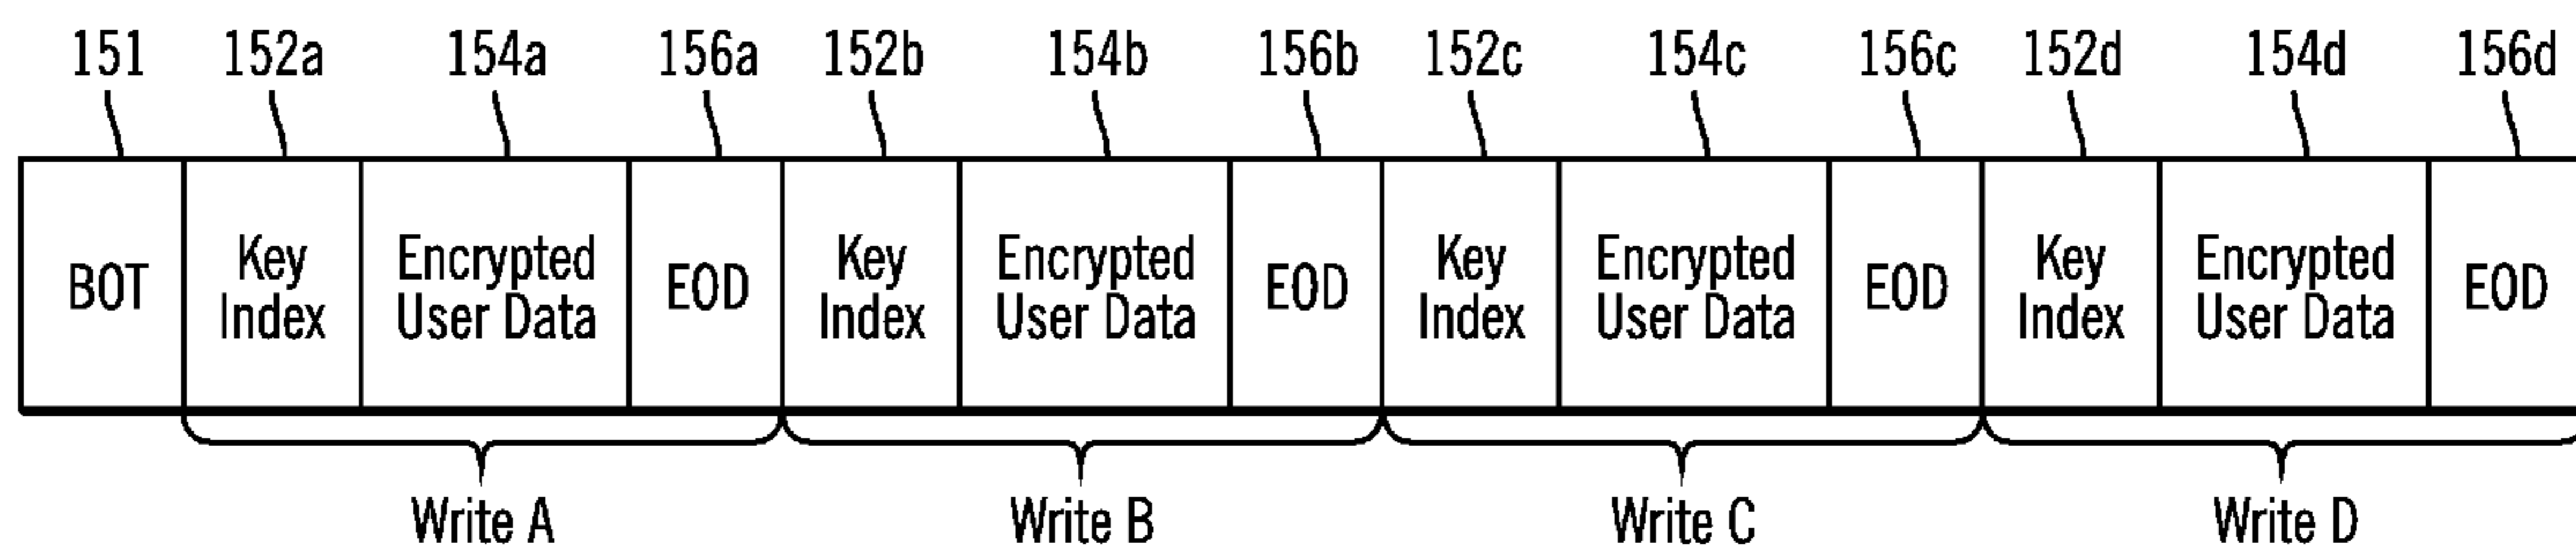 151 152a 154a 156a 152b 154b 156b 152c 154c 156c 152d 154d 156d
BOT
Key
Index
Encrypted
User Data
EOD
Key
Index
Encrypted
User Data
EOD
Key
Index
Encrypted
User Data
EOD
Key
Index
Encrypted
User Data
EOD
Write A Write B Write C Write D